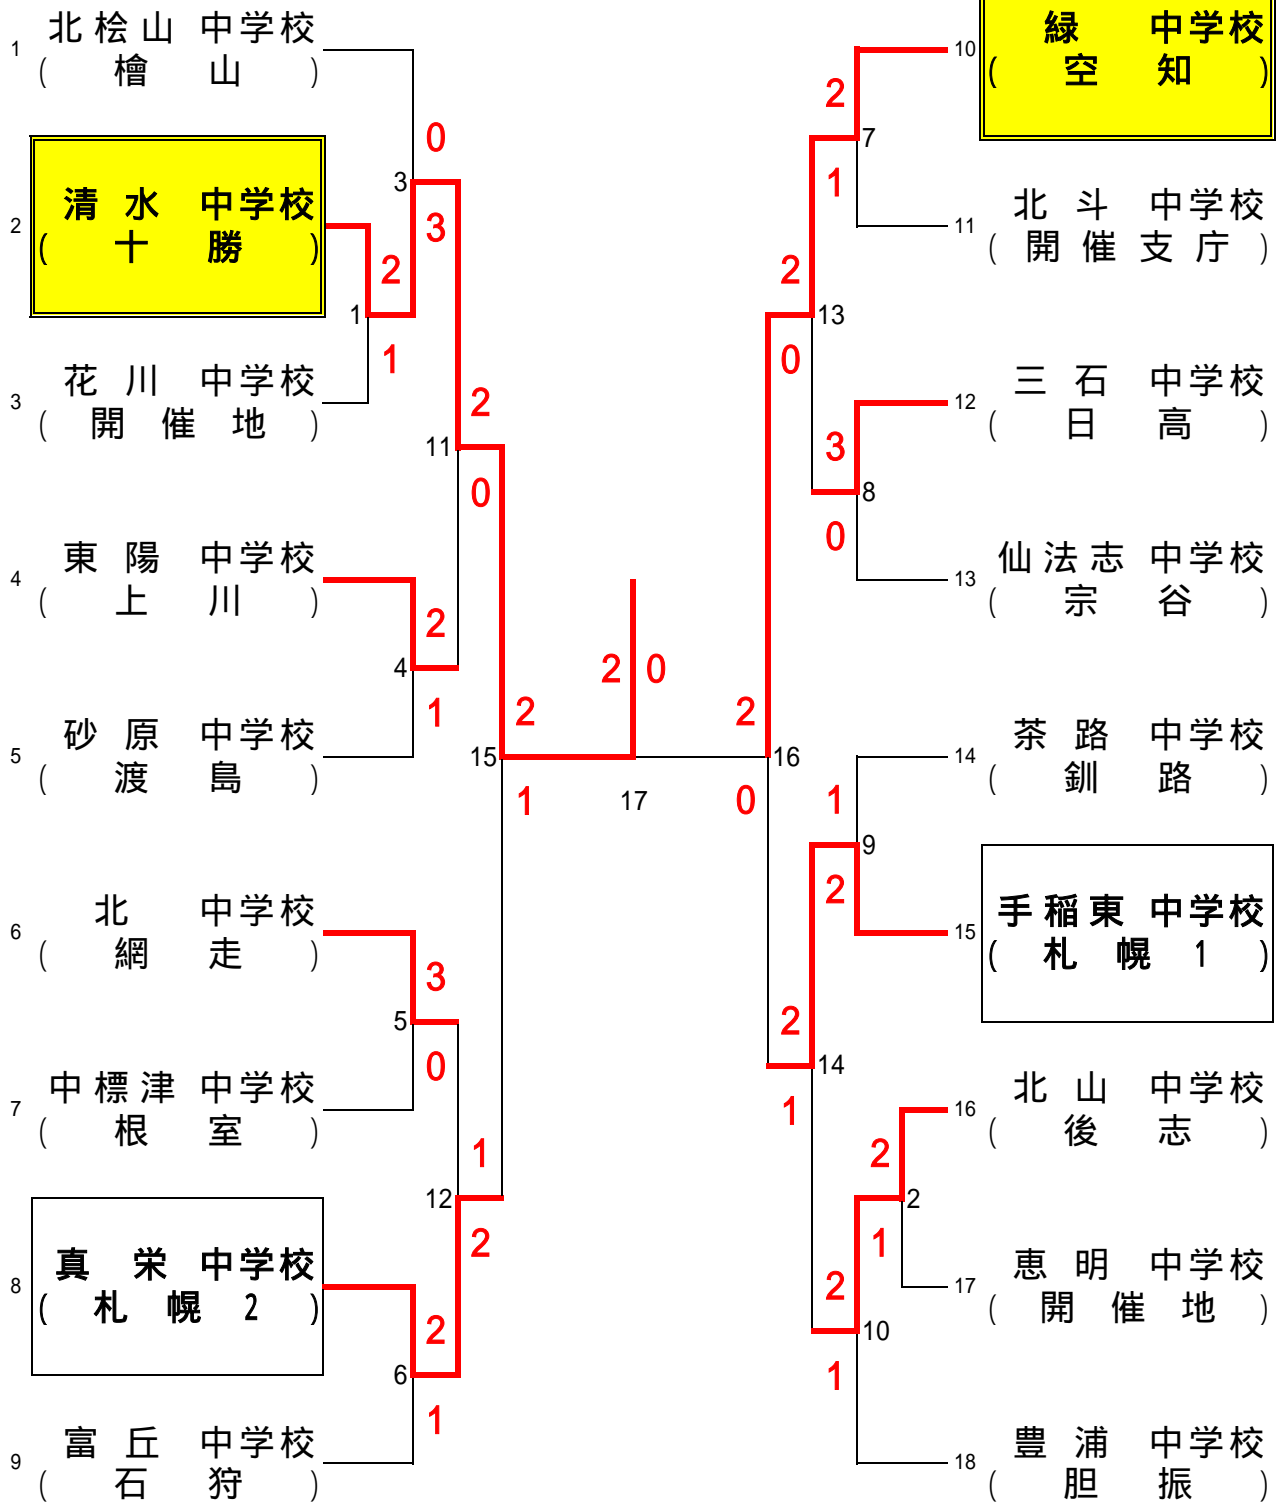 1 北桧山 中学校
( 檜 山 )
2 清水 中学校
( 十 勝 )
3 花川 中学校
( 開 催 地 )
4 東陽 中学校
( 上 川 )
5 砂原 中学校
( 渡 島 )
6 北 中学校
( 網 走 )
7 中標津 中学校
( 根 室 )
8 真栄 中学校
( 札 幌 2 )
9 富丘 中学校
( 石 狩 )
0
3
3
2
1
1
2
11
0
2
4
1
2
15
1
3
5
0
1
12
2
2
6
1
2 0
17
10 緑 中学校
( 空 知 )
11 北斗 中学校
( 開 催 支 庁 )
12 三石 中学校
( 日 高 )
13 仙法志 中学校
( 宗 谷 )
14 茶路 中学校
( 釧 路 )
15 手稲東 中学校
( 札 幌 1 )
16 北山 中学校
( 後 志 )
17 恵明 中学校
( 開 催 地 )
18 豊浦 中学校
( 胆 振 )
2
7
1
2
13
0
3
8
0
2
16
0
1
9
2
2
14
1
2
2
1
2
10
1